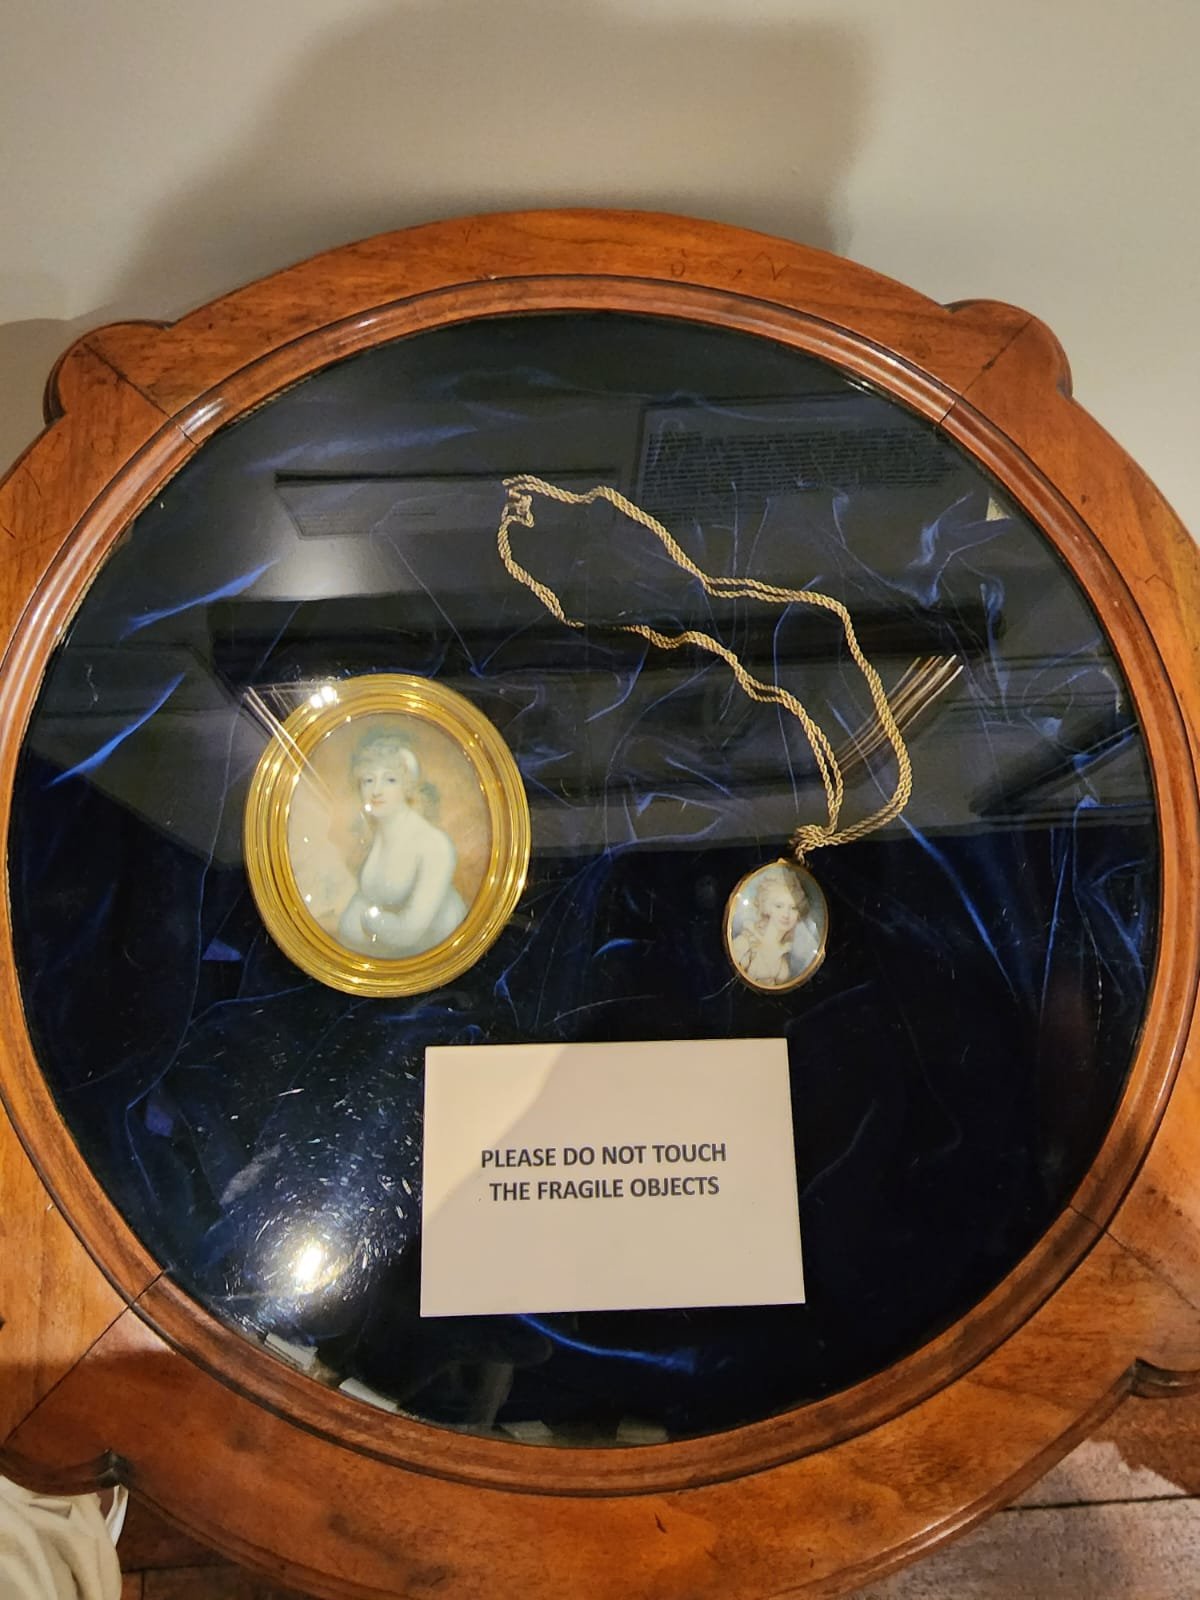 PLEASE DO NOT TOUCH
THE FRAGILE OBJECTS